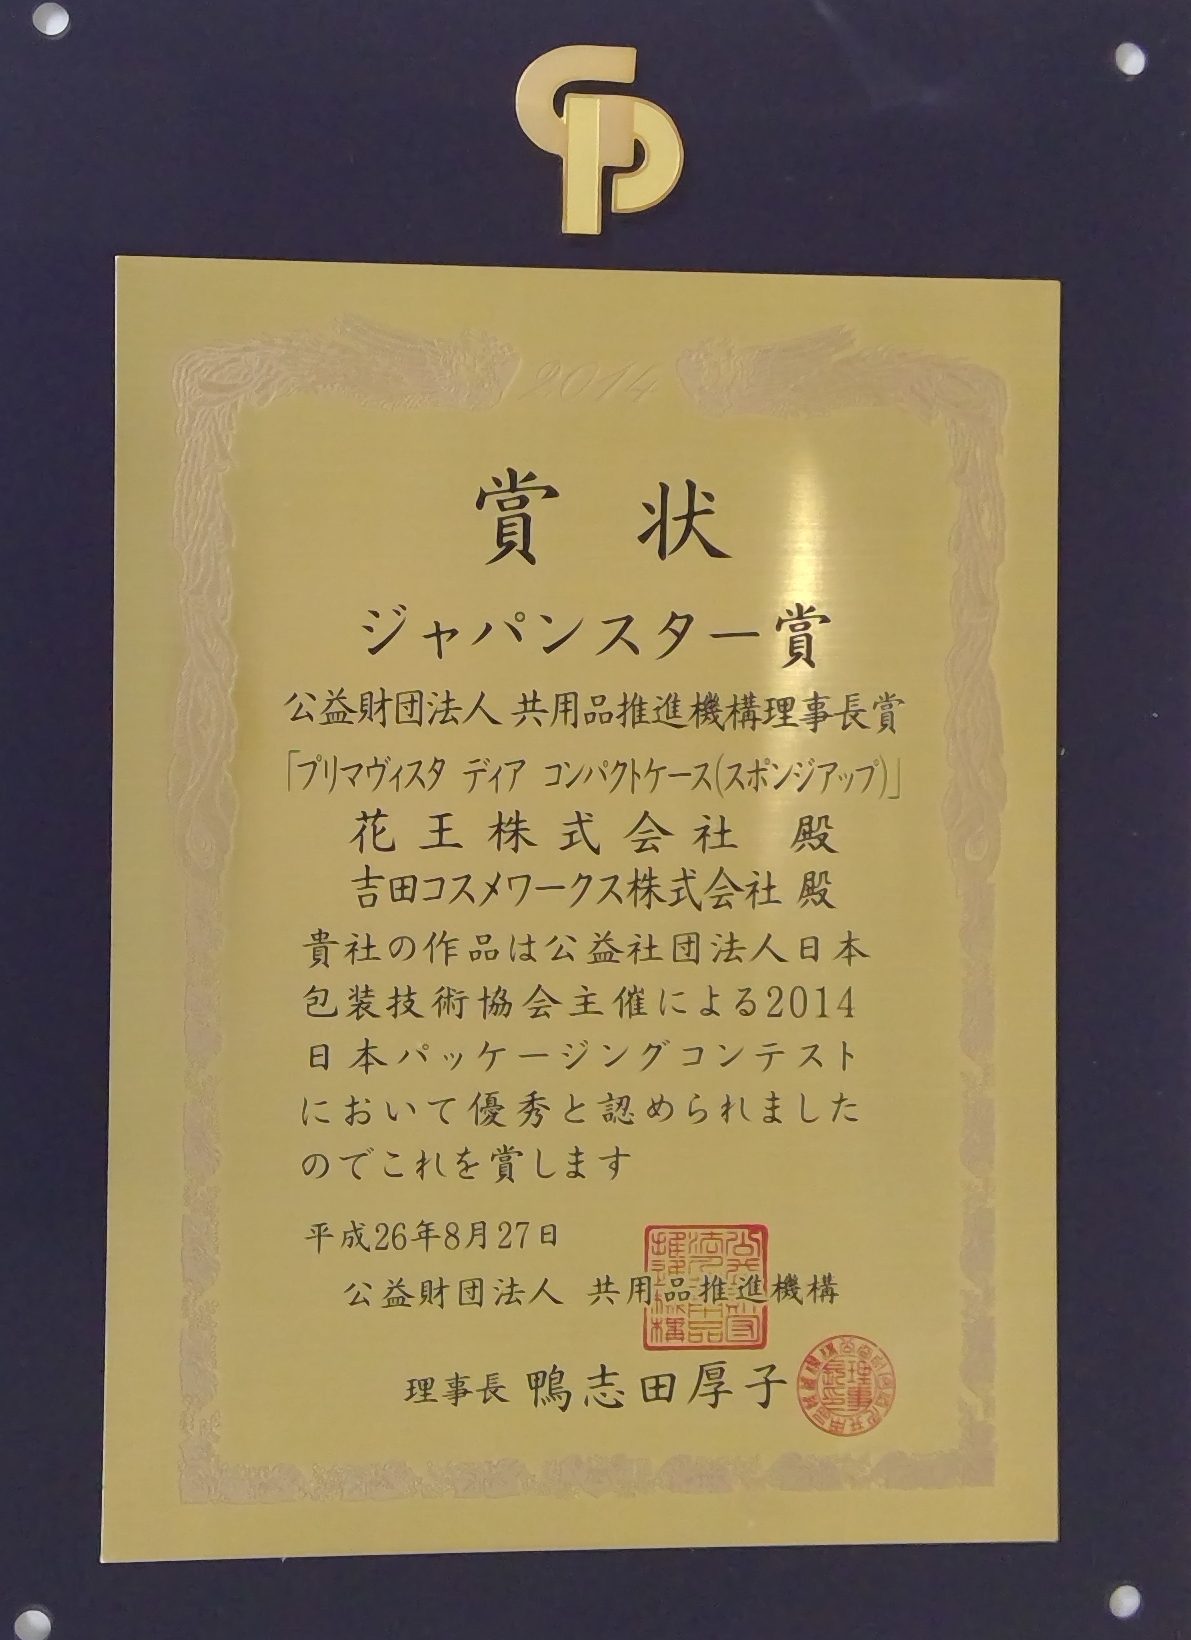 2014
賞状
ジャパンスター賞
公益財団法人 共用品推進機構理事長賞
「プリマヴィスタ ディア コンパクトケース(スポンジアップ)」
花王株式会社 殿
吉田コスメワークス株式会社 殿
貴社の作品は公益社団法人日本
包装技術協会主催による2014
日本パッケージングコンテスト
において優秀と認められました
のでこれを賞します
平成26年8月27日
公益財団法人 共用品推進機構
理事長 鴨志田厚子